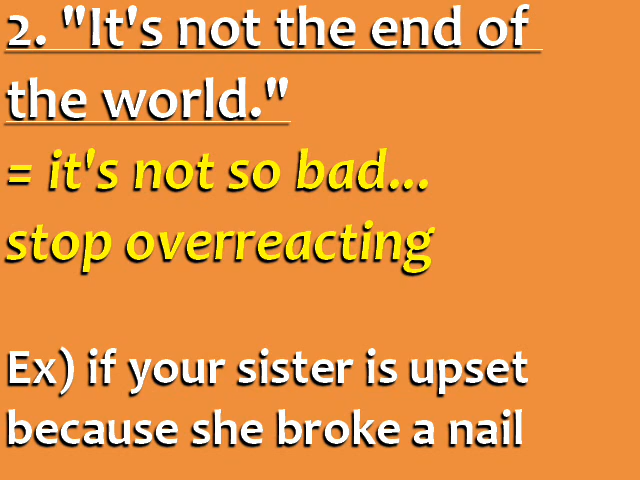 2. "It's not the end of
the world."
= it's not so bad...
stop overreacting
Ex) if your sister is upset
because she broke a nail